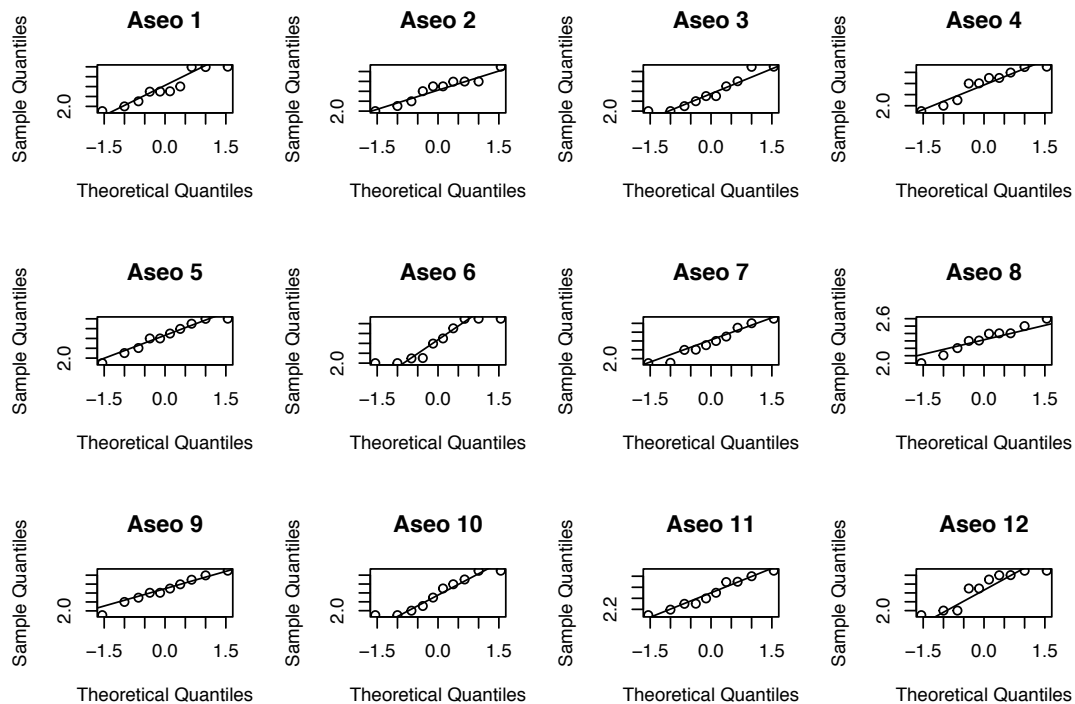 Aseo 1
Sample Quantiles
2.0
−1.5 0.0 1.5
Theoretical Quantiles
Aseo 2
Sample Quantiles
2.0
−1.5 0.0 1.5
Theoretical Quantiles
Aseo 3
Sample Quantiles
2.0
−1.5 0.0 1.5
Theoretical Quantiles
Aseo 4
Sample Quantiles
2.0
−1.5 0.0 1.5
Theoretical Quantiles
Aseo 5
Sample Quantiles
2.0
−1.5 0.0 1.5
Theoretical Quantiles
Aseo 6
Sample Quantiles
2.0
−1.5 0.0 1.5
Theoretical Quantiles
Aseo 7
Sample Quantiles
2.0
−1.5 0.0 1.5
Theoretical Quantiles
Aseo 8
Sample Quantiles
2.6
2.0
−1.5 0.0 1.5
Theoretical Quantiles
Aseo 9
Sample Quantiles
2.0
−1.5 0.0 1.5
Theoretical Quantiles
Aseo 10
Sample Quantiles
2.0
−1.5 0.0 1.5
Theoretical Quantiles
Aseo 11
Sample Quantiles
2.2
−1.5 0.0 1.5
Theoretical Quantiles
Aseo 12
Sample Quantiles
2.0
−1.5 0.0 1.5
Theoretical Quantiles